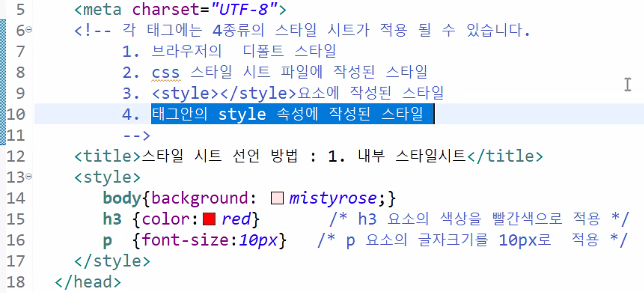 5 <meta charset="UTF-8">
6 <!-- 각 태그에는 4종류의 스타일 시트가 적용 될 수 있습니다.
7 1. 브라우저의 디폴트 스타일
8 2. css 스타일 시트 파일에 작성된 스타일
9 3. <style></style>요소에 작성된 스타일
10 4. 태그안의 style 속성에 작성된 스타일
11 -->
12 <title>스타일 시트 선언 방법 : 1. 내부 스타일시트</title>
13 <style>
14 body{background: mistyrose;}
15 h3 {color: red} /* h3 요소의 색상을 빨간색으로 적용 */
16 p {font-size:10px} /* p 요소의 글자크기를 10px로 적용 */
17 </style>
18 </head>